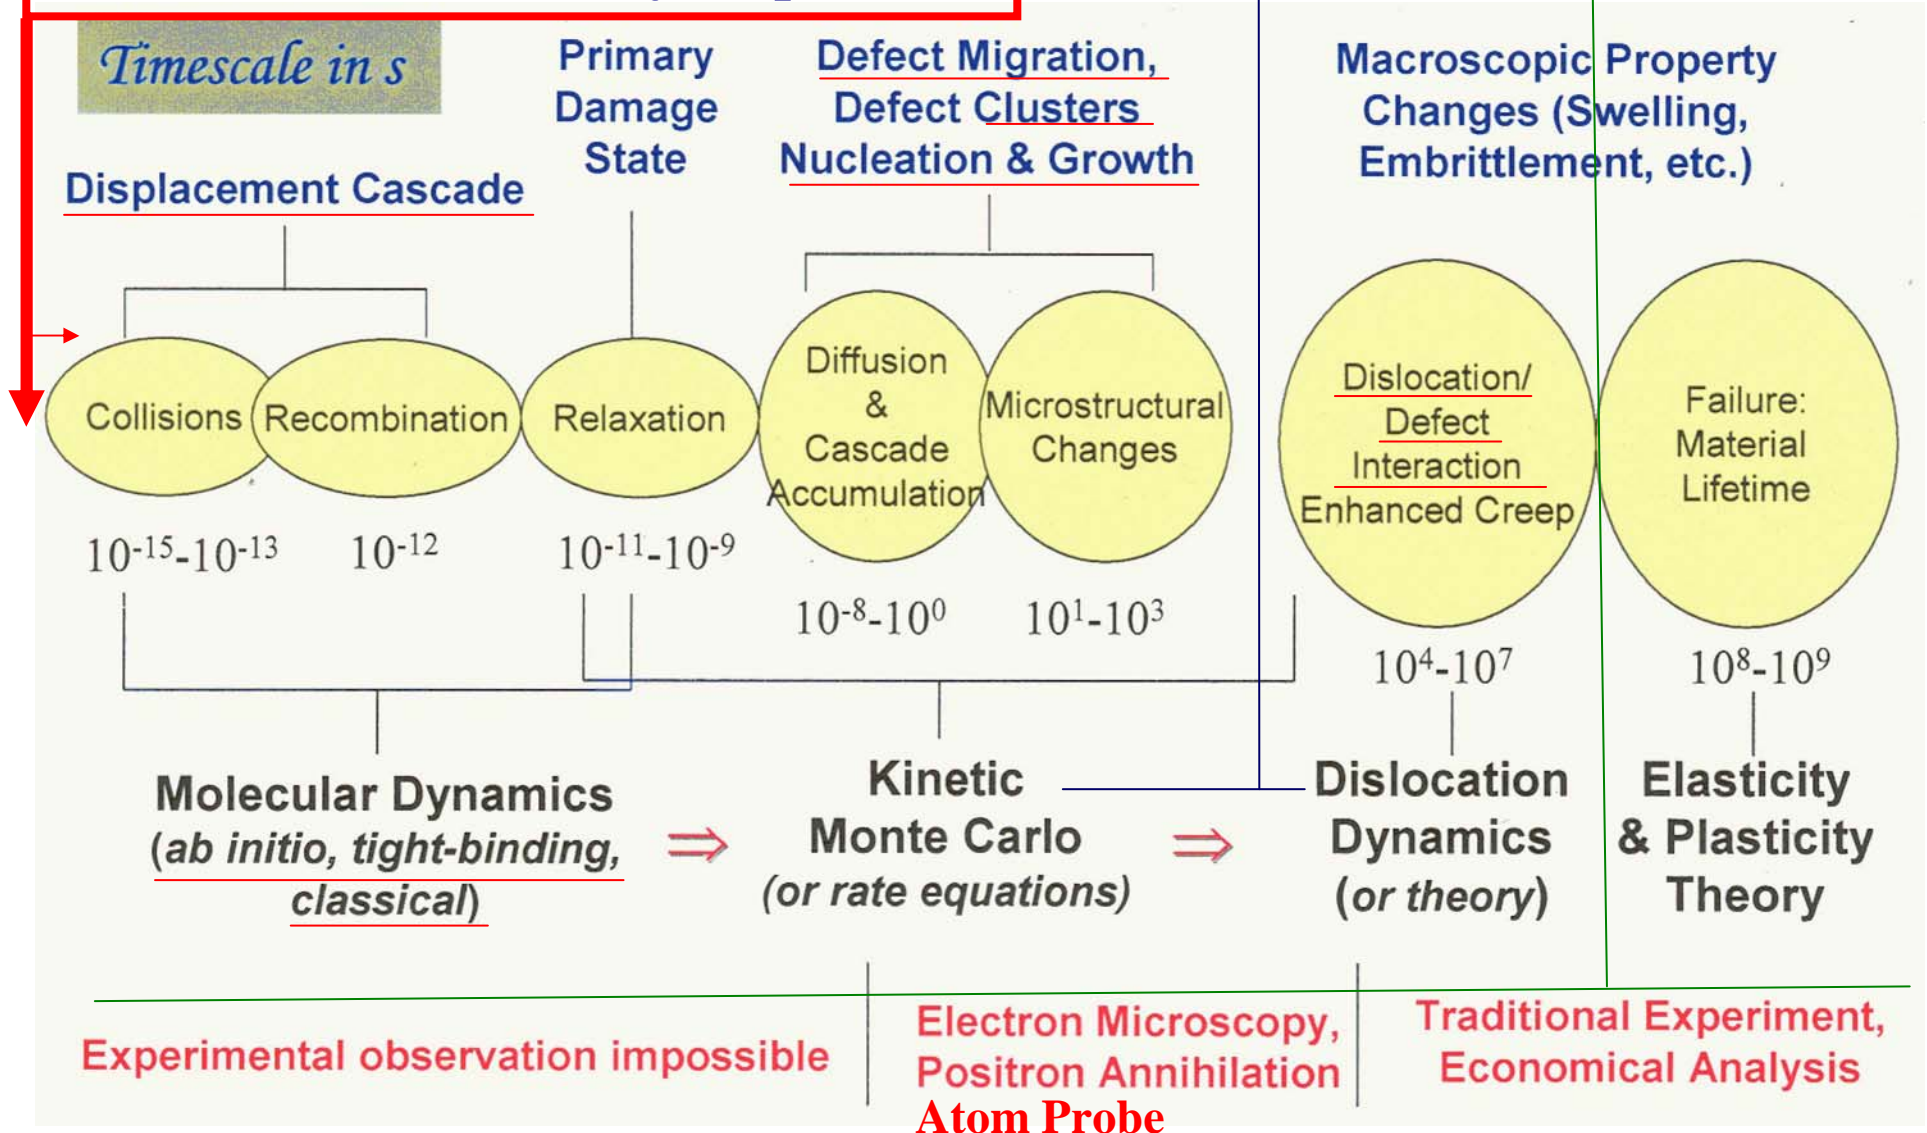 Timescale in s
Displacement Cascade
Primary
Damage
State
Defect Migration,
Defect Clusters
Nucleation & Growth
Macroscopic Property
Changes (Swelling,
Embrittlement, etc.)
Collisions
Recombination
Relaxation
Diffusion
&
Cascade
Accumulation
Microstructural
Changes
Dislocation/
Defect
Interaction
Enhanced Creep
Failure:
Material
Lifetime
10⁻¹⁵-10⁻¹³
10⁻¹²
10⁻¹¹-10⁻⁹
10⁻⁸-10⁰
10¹-10³
10⁴-10⁷
10⁸-10⁹
Molecular Dynamics
(ab initio, tight-binding,
classical)
⇒
Kinetic
Monte Carlo
(or rate equations)
⇒
Dislocation
Dynamics
(or theory)
Elasticity
& Plasticity
Theory
Experimental observation impossible
Electron Microscopy,
Positron Annihilation
Atom Probe
Traditional Experiment,
Economical Analysis